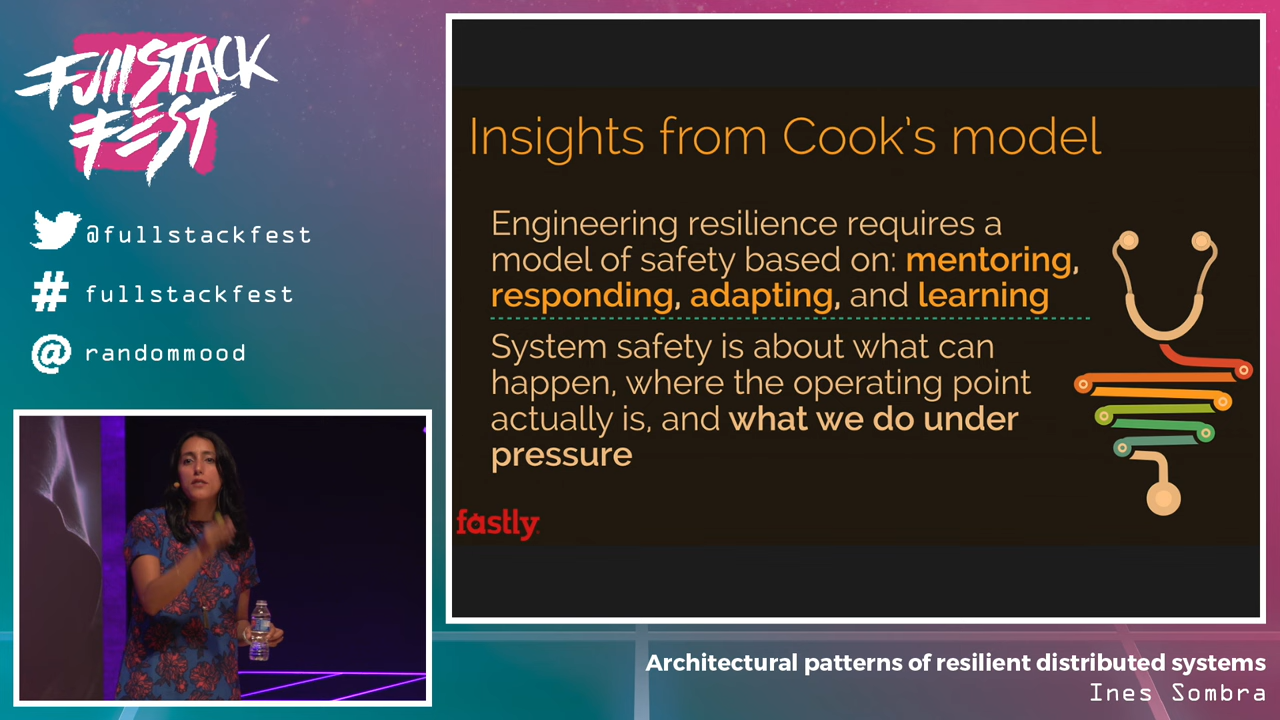 FullStack
Fest
@fullstackfest
# fullstackfest
@ randommood
Insights from Cook's model
Engineering resilience requires a
model of safety based on: mentoring,
responding, adapting, and learning
System safety is about what can
happen, where the operating point
actually is, and what we do under
pressure
fastly
Architectural patterns of resilient distributed systems
Ines Sombra